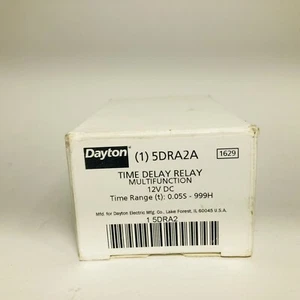 Dayton (1) 5DRA2A 1629
TIME DELAY RELAY
MULTIFUNCTION
12V DC
Time Range (t): 0.05S - 999H
Mfd. for Dayton Electric Mfg. Co., Lake Forest, IL 60045 U.S.A.
1 5DRA2